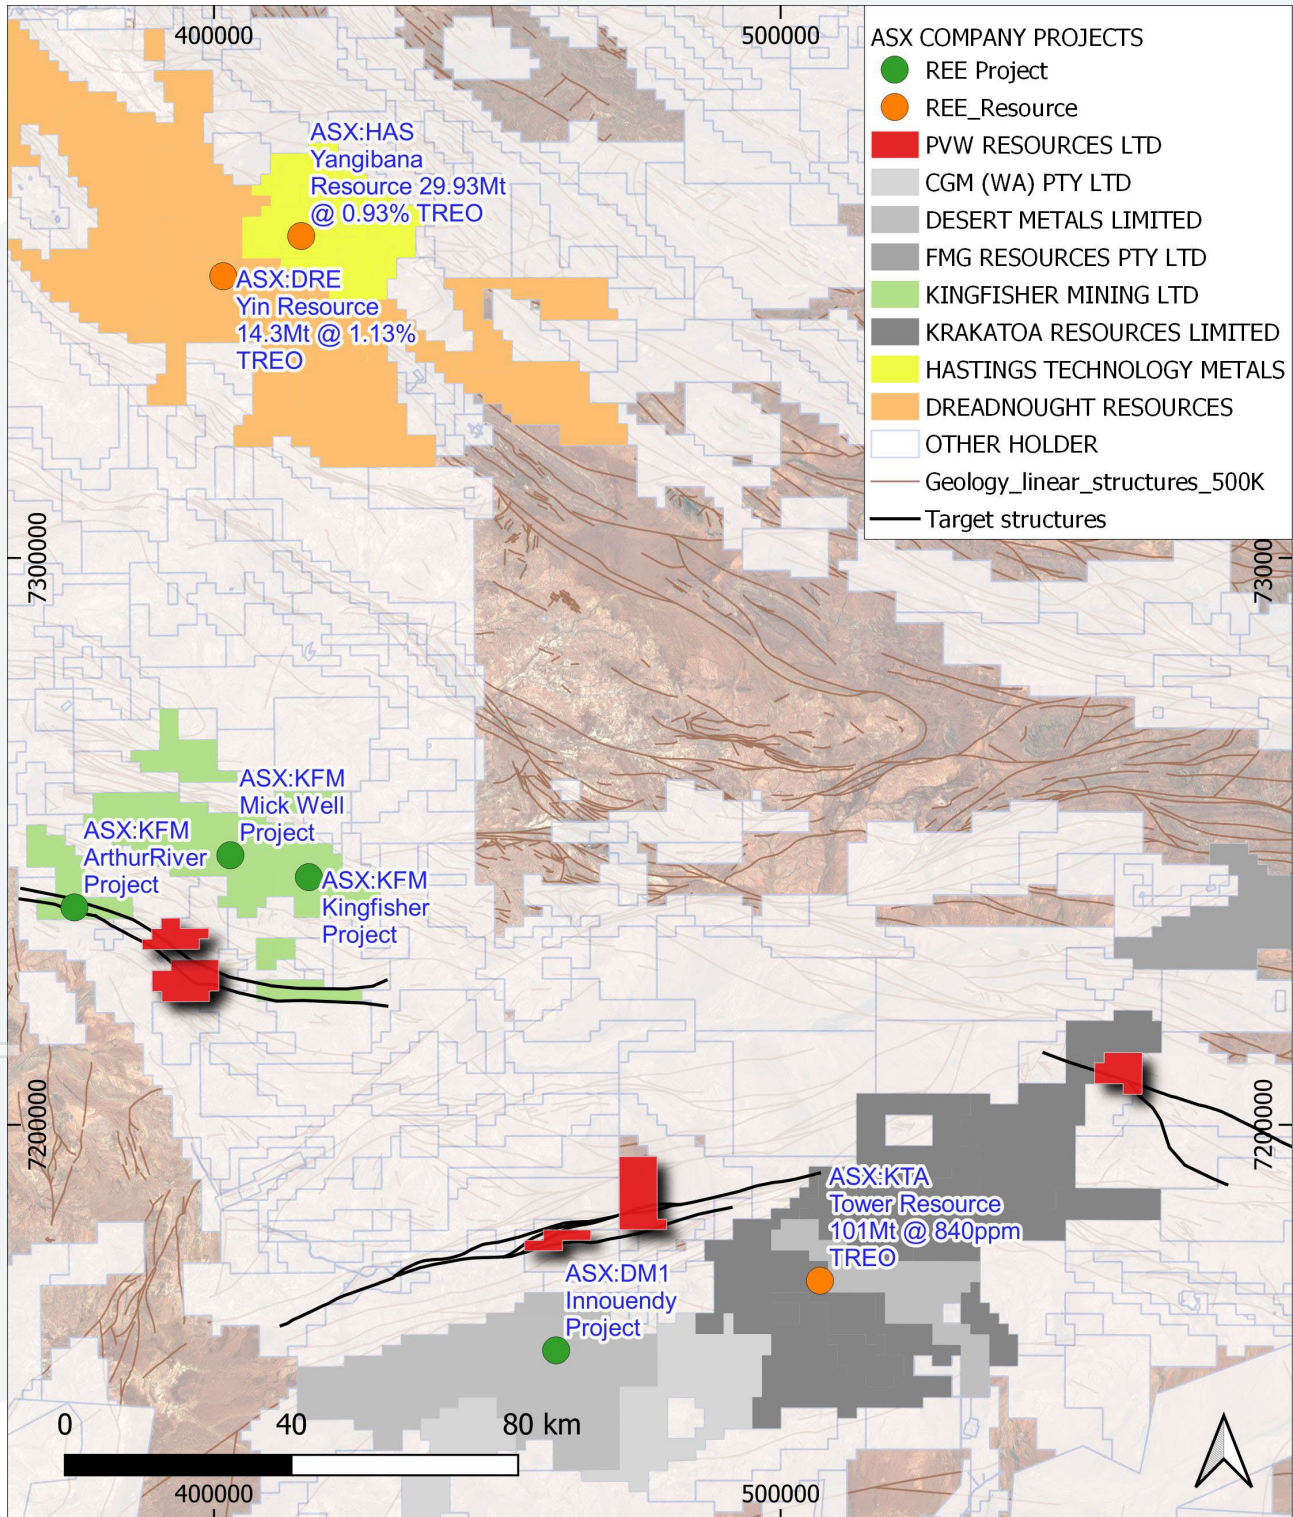 400000
500000
ASX COMPANY PROJECTS
REE Project
REE_Resource
PVW RESOURCES LTD
CGM (WA) PTY LTD
DESERT METALS LIMITED
FMG RESOURCES PTY LTD
KINGFISHER MINING LTD
KRAKATOA RESOURCES LIMITED
HASTINGS TECHNOLOGY METALS
DREADNOUGHT RESOURCES
OTHER HOLDER
Geology_linear_structures_500K
Target structures
ASX:HAS
Yangibana
Resource 29.93Mt
@ 0.93% TREO
ASX:DRE
Yin Resource
14.3Mt @ 1.13%
TREO
7300000
73000
ASX:KFM
Mick Well
Project
ASX:KFM
ArthurRiver
Project
ASX:KFM
Kingfisher
Project
7200000
7200000
ASX:KTA
Tower Resource
101Mt @ 840ppm
TREO
ASX:DM1
Innouendy
Project
0 40 80 km
400000
500000